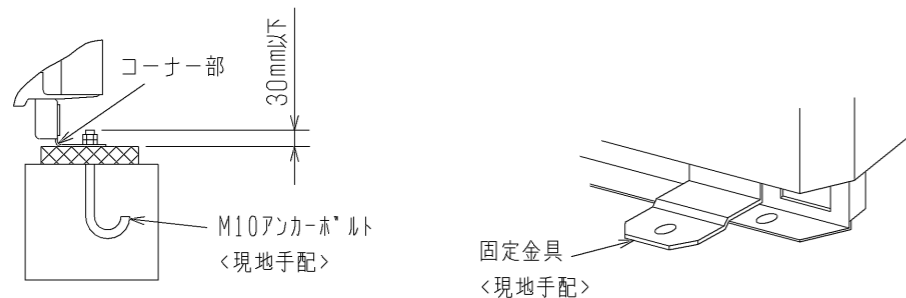 コーナー部
30mm以下
M10アンカーボルト
<現地手配>
固定金具
<現地手配>